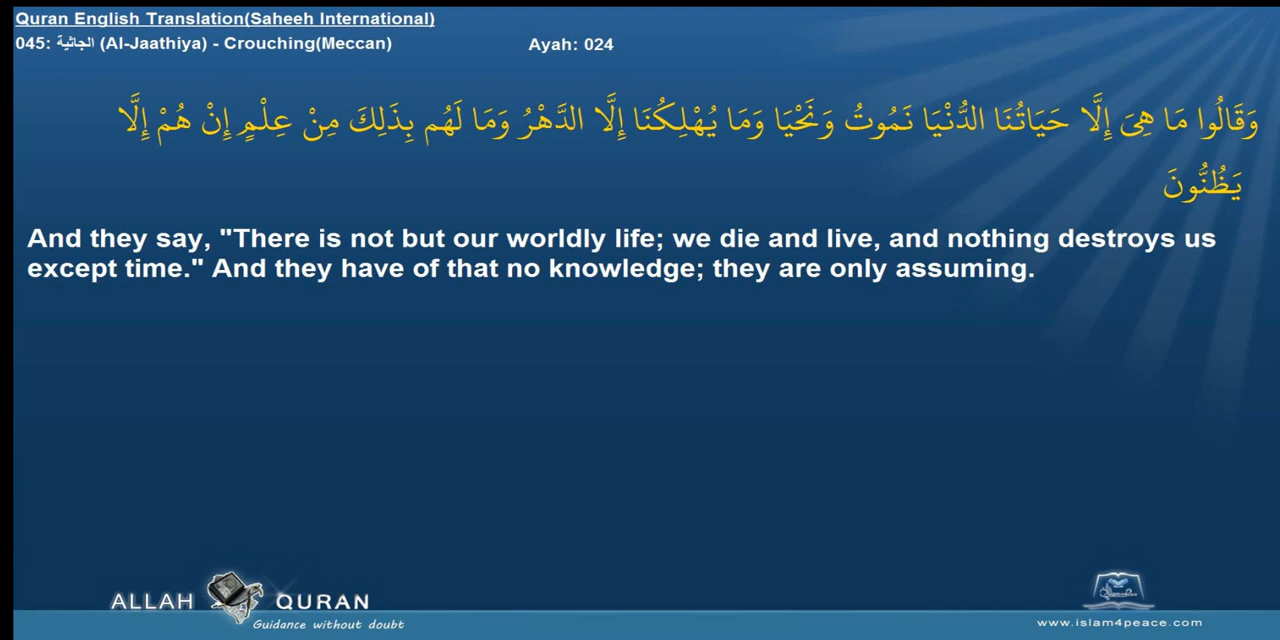 Quran English Translation(Saheeh International)
045: الجاثية (Al-Jaathiya) - Crouching(Meccan) Ayah: 024
وَقَالُوا مَا هِىَ إِلَّا حَيَاتُنَا الدُّنْيَا نَمُوتُ وَنَحْيَا وَمَا يُهْلِكُنَا إِلَّا الدَّهْرُ وَمَا لَهُم بِذَلِكَ مِنْ عِلْمٍ إِنْ هُمْ إِلَّا
يَظُنُّونَ
And they say, "There is not but our worldly life; we die and live, and nothing destroys us
except time." And they have of that no knowledge; they are only assuming.
ALLAH QURAN
Guidance without doubt
www.islam4peace.com